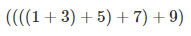 ((((1 + 3) + 5) + 7) + 9)